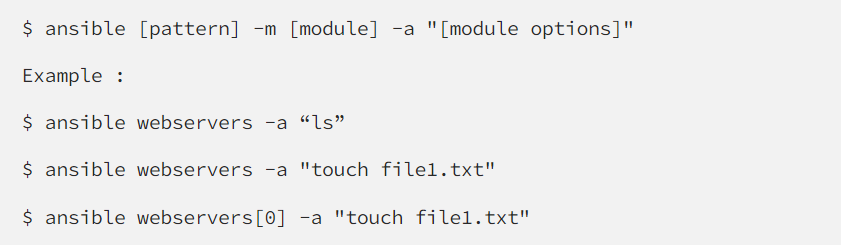 $ ansible [pattern] -m [module] -a "[module options]"
Example :
$ ansible webservers -a “ls”
$ ansible webservers -a "touch file1.txt"
$ ansible webservers[0] -a "touch file1.txt"